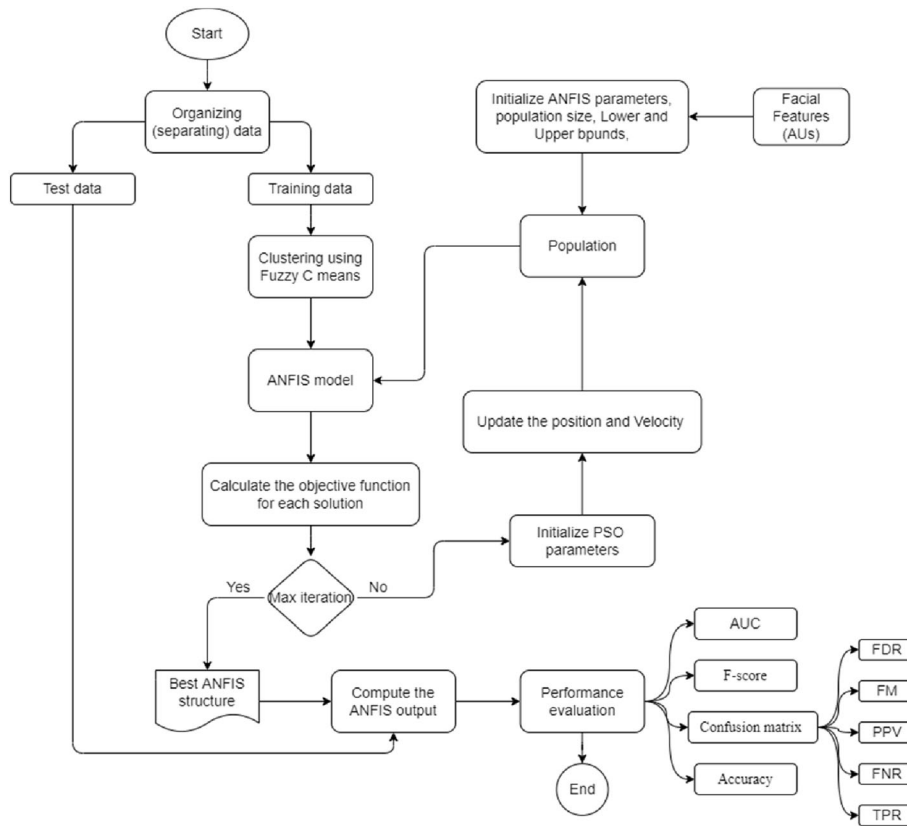 Start
Organizing
(separating) data
Test data
Training data
Clustering using
Fuzzy C means
ANFIS model
Calculate the objective function
for each solution
Max iteration
Yes
No
Best ANFIS
structure
Compute the
ANFIS output
Performance
evaluation
End
Initialize ANFIS parameters,
population size, Lower and
Upper bpunds,
Facial
Features
(AUs)
Population
Update the position and Velocity
Initialize PSO
parameters
AUC
F-score
Confusion matrix
Accuracy
FDR
FM
PPV
FNR
TPR